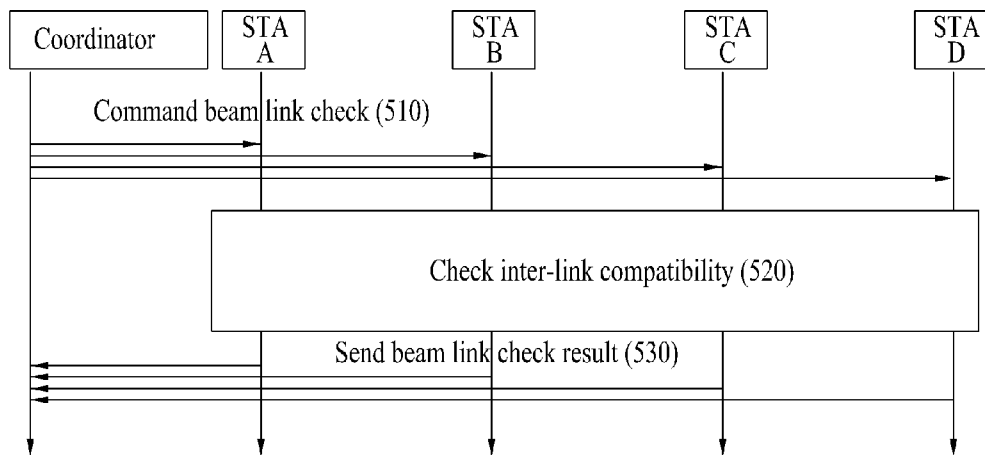 Coordinator
STA
A
STA
B
STA
C
STA
D
Command beam link check (510)
Check inter-link compatibility (520)
Send beam link check result (530)